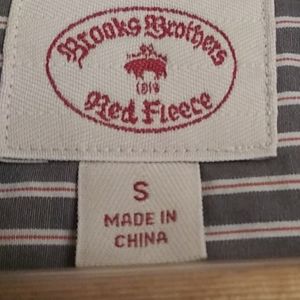 Brooks Brothers
1818
Red Fleece
S
MADE IN
CHINA